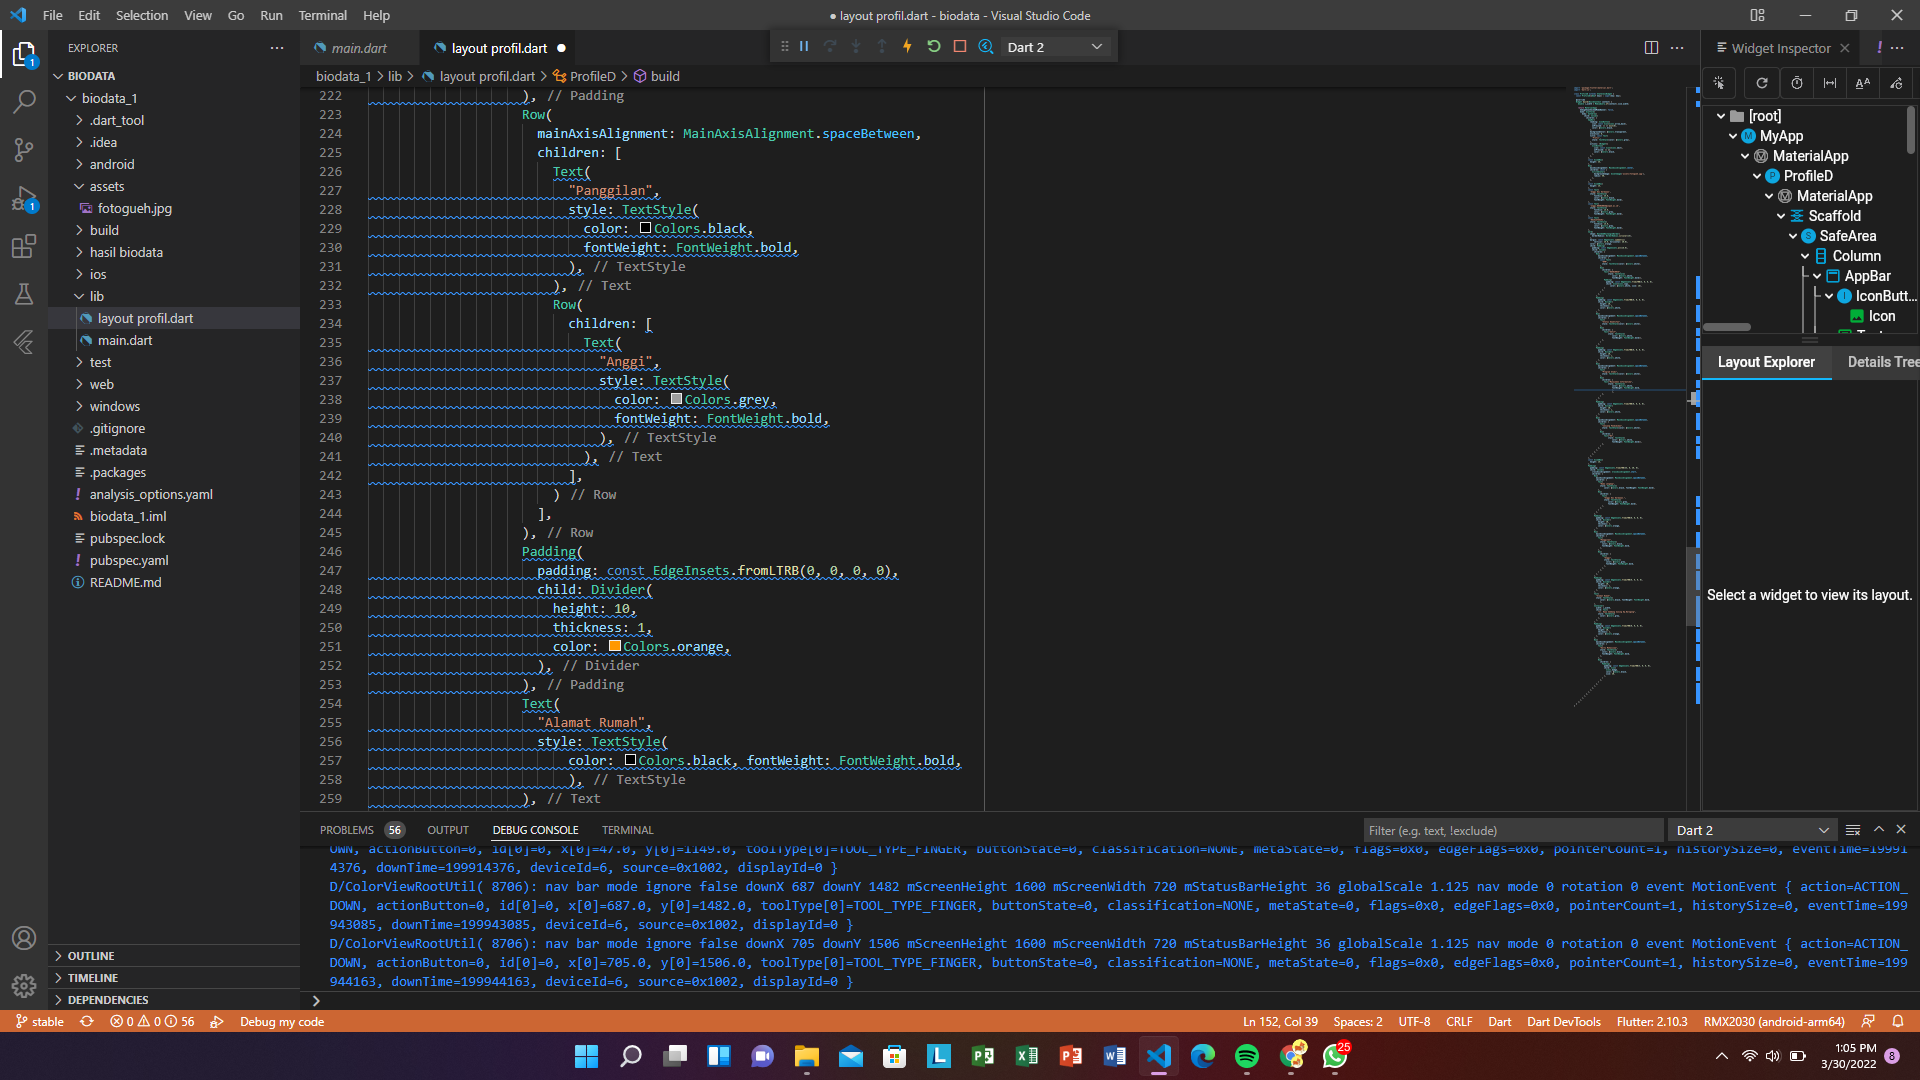 File Edit Selection View Go Run Terminal Help
● layout profil.dart - biodata - Visual Studio Code
EXPLORER
BIODATA
biodata_1
.dart_tool
.idea
android
assets
fotogueh.jpg
build
hasil biodata
ios
lib
layout profil.dart
main.dart
test
web
windows
.gitignore
.metadata
.packages
analysis_options.yaml
biodata_1.iml
pubspec.lock
pubspec.yaml
README.md
OUTLINE
TIMELINE
DEPENDENCIES
1
1
main.dart
layout profil.dart ●
Dart 2
biodata_1 > lib > layout profil.dart > ProfileD > build
222 ), // Padding
223 Row(
224 mainAxisAlignment: MainAxisAlignment.spaceBetween,
225 children: [
226 Text(
227 "Panggilan",
228 style: TextStyle(
229 color: Colors.black,
230 fontWeight: FontWeight.bold,
231 ), // TextStyle
232 ), // Text
233 Row(
234 children: [
235 Text(
236 "Anggi",
237 style: TextStyle(
238 color: Colors.grey,
239 fontWeight: FontWeight.bold,
240 ), // TextStyle
241 ), // Text
242 ],
243 ) // Row
244 ],
245 ), // Row
246 Padding(
247 padding: const EdgeInsets.fromLTRB(0, 0, 0, 0),
248 child: Divider(
249 height: 10,
250 thickness: 1,
251 color: Colors.orange,
252 ), // Divider
253 ), // Padding
254 Text(
255 "Alamat Rumah",
256 style: TextStyle(
257 color: Colors.black, fontWeight: FontWeight.bold,
258 ), // TextStyle
259 ), // Text
Widget Inspector
[root]
MyApp
MaterialApp
ProfileD
MaterialApp
Scaffold
SafeArea
Column
AppBar
IconButt...
Icon
Layout Explorer Details Tree
Select a widget to view its layout.
PROBLEMS 56 OUTPUT DEBUG CONSOLE TERMINAL
Filter (e.g. text, !exclude)
Dart 2
OWN, actionButton=0, id[0]=0, x[0]=47.0, y[0]=1149.0, toolType[0]=TOOL_TYPE_FINGER, buttonState=0, classification=NONE, metaState=0, flags=0x0, edgeFlags=0x0, pointerCount=1, historySize=0, eventTime=19991
4376, downTime=199914376, deviceId=6, source=0x1002, displayId=0 }
D/ColorViewRootUtil( 8706): nav bar mode ignore false downX 687 downY 1482 mScreenHeight 1600 mScreenWidth 720 mStatusBarHeight 36 globalScale 1.125 nav mode 0 rotation 0 event MotionEvent { action=ACTION_
DOWN, actionButton=0, id[0]=0, x[0]=687.0, y[0]=1482.0, toolType[0]=TOOL_TYPE_FINGER, buttonState=0, classification=NONE, metaState=0, flags=0x0, edgeFlags=0x0, pointerCount=1, historySize=0, eventTime=199
943085, downTime=199943085, deviceId=6, source=0x1002, displayId=0 }
D/ColorViewRootUtil( 8706): nav bar mode ignore false downX 705 downY 1506 mScreenHeight 1600 mScreenWidth 720 mStatusBarHeight 36 globalScale 1.125 nav mode 0 rotation 0 event MotionEvent { action=ACTION_
DOWN, actionButton=0, id[0]=0, x[0]=705.0, y[0]=1506.0, toolType[0]=TOOL_TYPE_FINGER, buttonState=0, classification=NONE, metaState=0, flags=0x0, edgeFlags=0x0, pointerCount=1, historySize=0, eventTime=199
944163, downTime=199944163, deviceId=6, source=0x1002, displayId=0 }
stable 0 0 56 Debug my code
Ln 152, Col 39 Spaces: 2 UTF-8 CRLF Dart Dart DevTools Flutter: 2.10.3 RMX2030 (android-arm64)
25
1:05 PM
3/30/2022
8